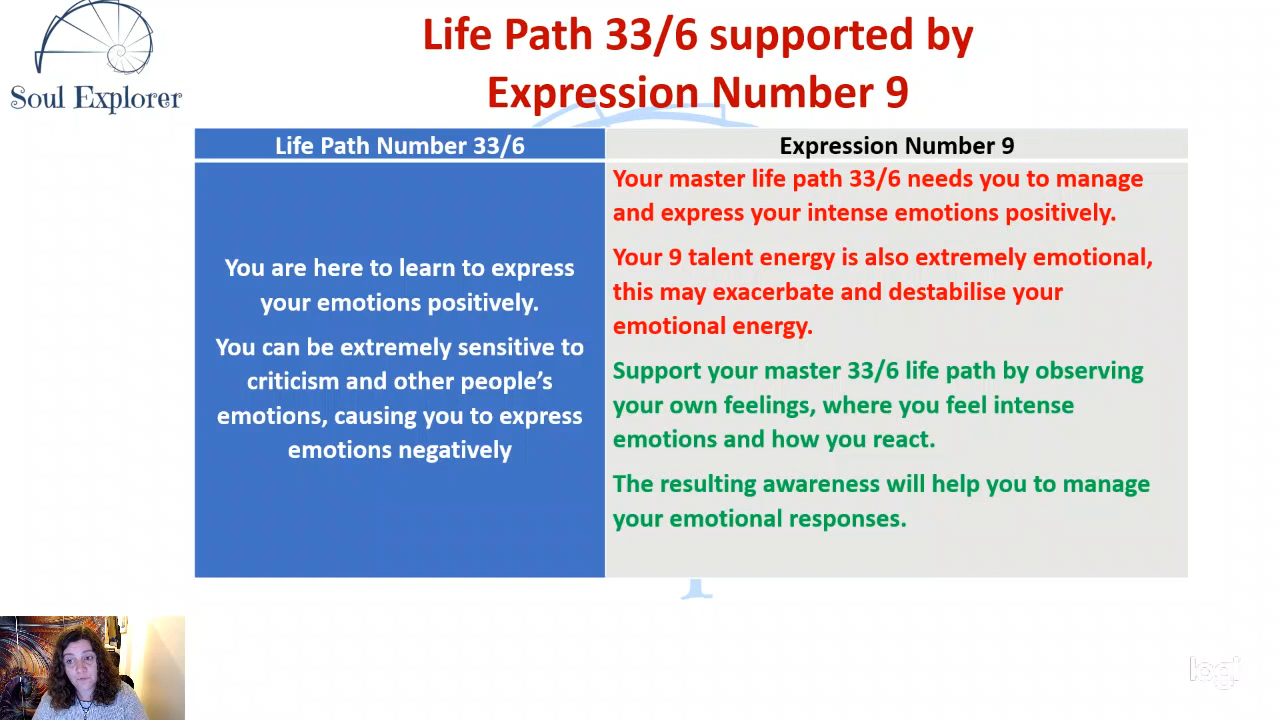 Life Path 33/6 supported by
Expression Number 9
Soul Explorer
Life Path Number 33/6
Expression Number 9
You are here to learn to express
your emotions positively.
You can be extremely sensitive to
criticism and other people’s
emotions, causing you to express
emotions negatively
Your master life path 33/6 needs you to manage
and express your intense emotions positively.
Your 9 talent energy is also extremely emotional,
this may exacerbate and destabilise your
emotional energy.
Support your master 33/6 life path by observing
your own feelings, where you feel intense
emotions and how you react.
The resulting awareness will help you to manage
your emotional responses.
logi